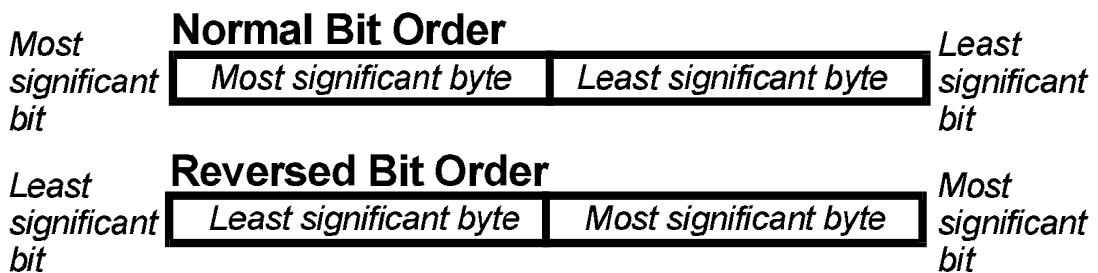 Normal Bit Order
Most significant bit
Most significant byte
Least significant byte
Least significant bit
Reversed Bit Order
Least significant bit
Least significant byte
Most significant byte
Most significant bit